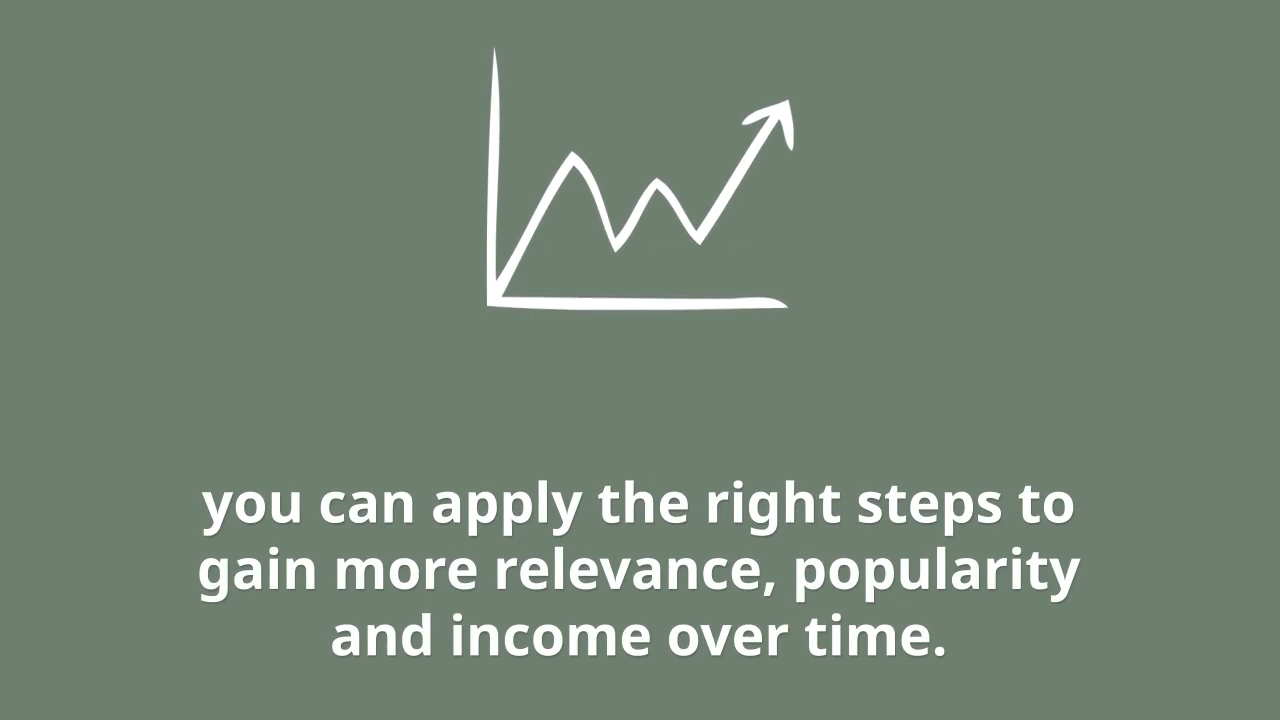 you can apply the right steps to
gain more relevance, popularity
and income over time.